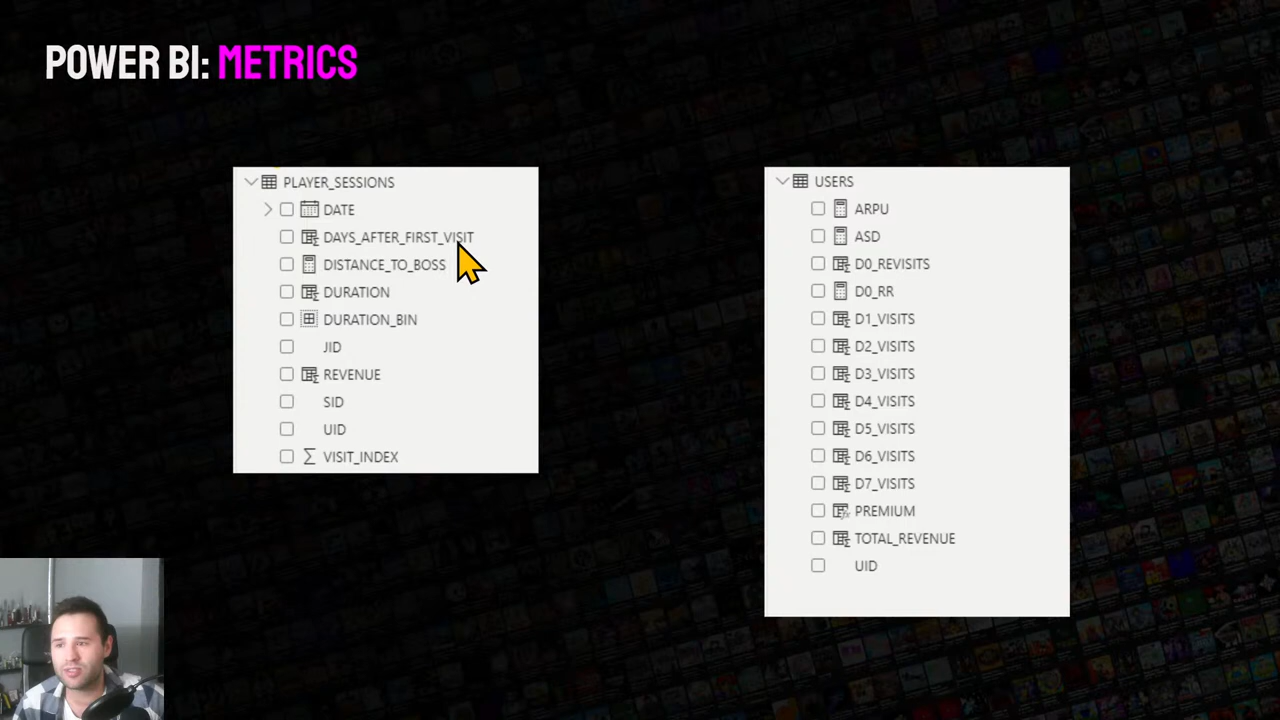 POWER BI: METRICS
PLAYER_SESSIONS
DATE
DAYS_AFTER_FIRST_VISIT
DISTANCE_TO_BOSS
DURATION
DURATION_BIN
JID
REVENUE
SID
UID
VISIT_INDEX
USERS
ARPU
ASD
D0_REVISITS
D0_RR
D1_VISITS
D2_VISITS
D3_VISITS
D4_VISITS
D5_VISITS
D6_VISITS
D7_VISITS
PREMIUM
TOTAL_REVENUE
UID